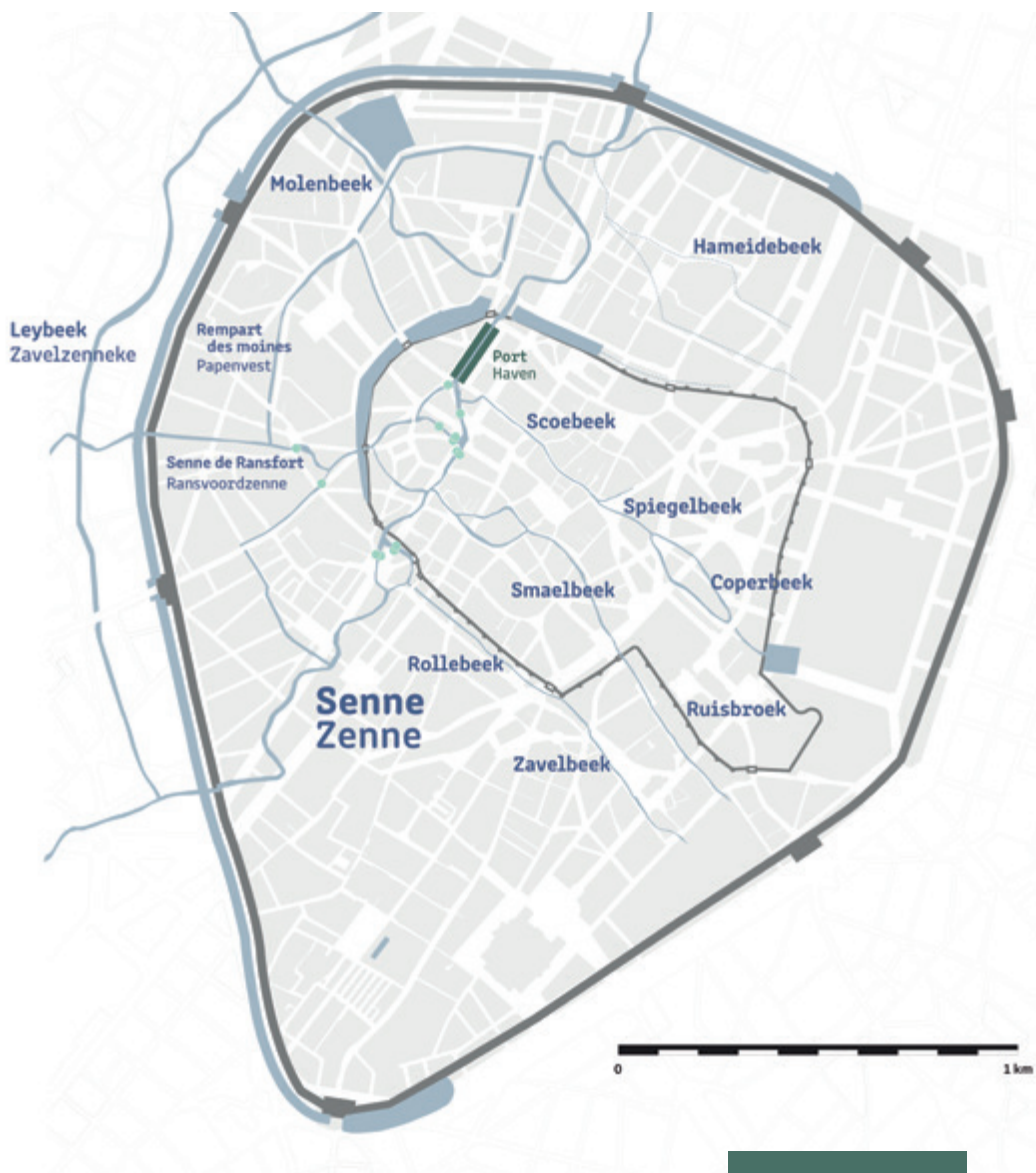 Molenbeek
Hameidebeek
Leybeek
Zavelzenneke
Rempart
des moines
Papenvest
Port
Haven
Scoebeek
Senne de Ransfort
Ransvoordzenne
Spiegelbeek
Coperbeek
Smaelbeek
Rollebeek
Senne
Zenne
Ruisbroek
Zavelbeek
0
1 km